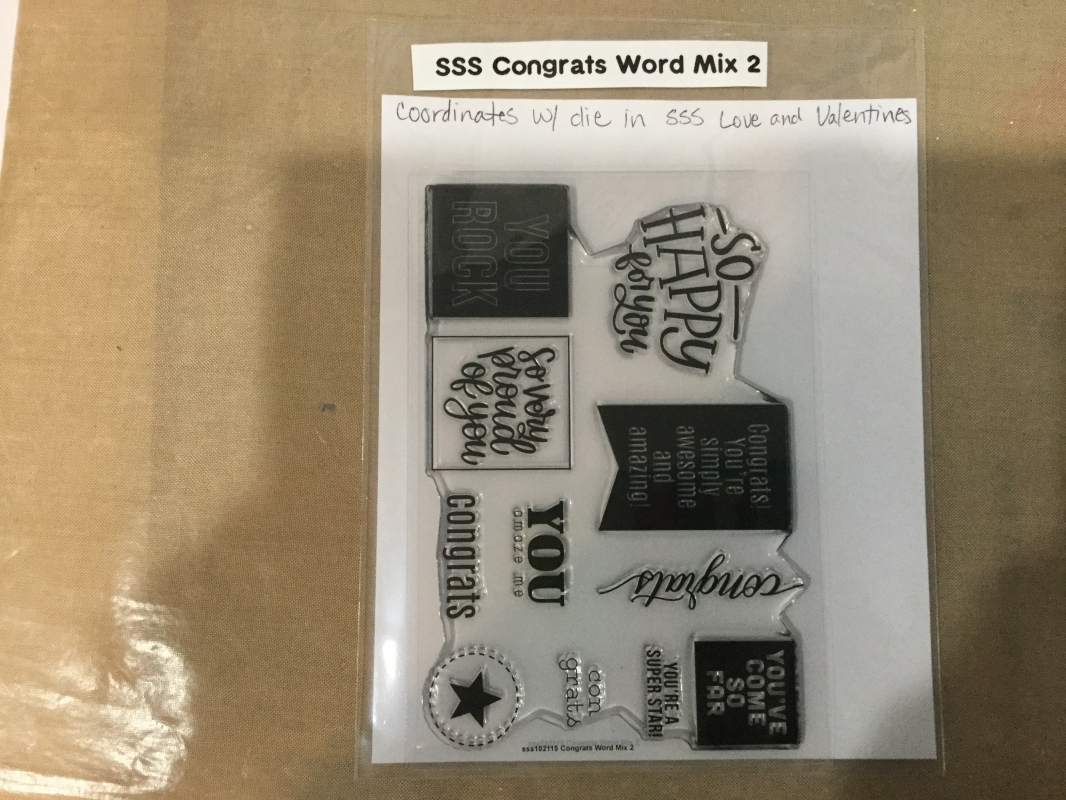 SSS Congrats Word Mix 2
Coordinates w/ die in SSS Love and Valentines
YOU
ROCK
-SO-
HAPPY
for you
so very
proud
of you
Congrats!
You're
simply
awesome
and
amazing!
congrats
YOU
amaze me
congrats
con
grats
YOU'RE A
SUPER STAR!
YOU'VE
COME
SO
FAR
sss102115 Congrats Word Mix 2